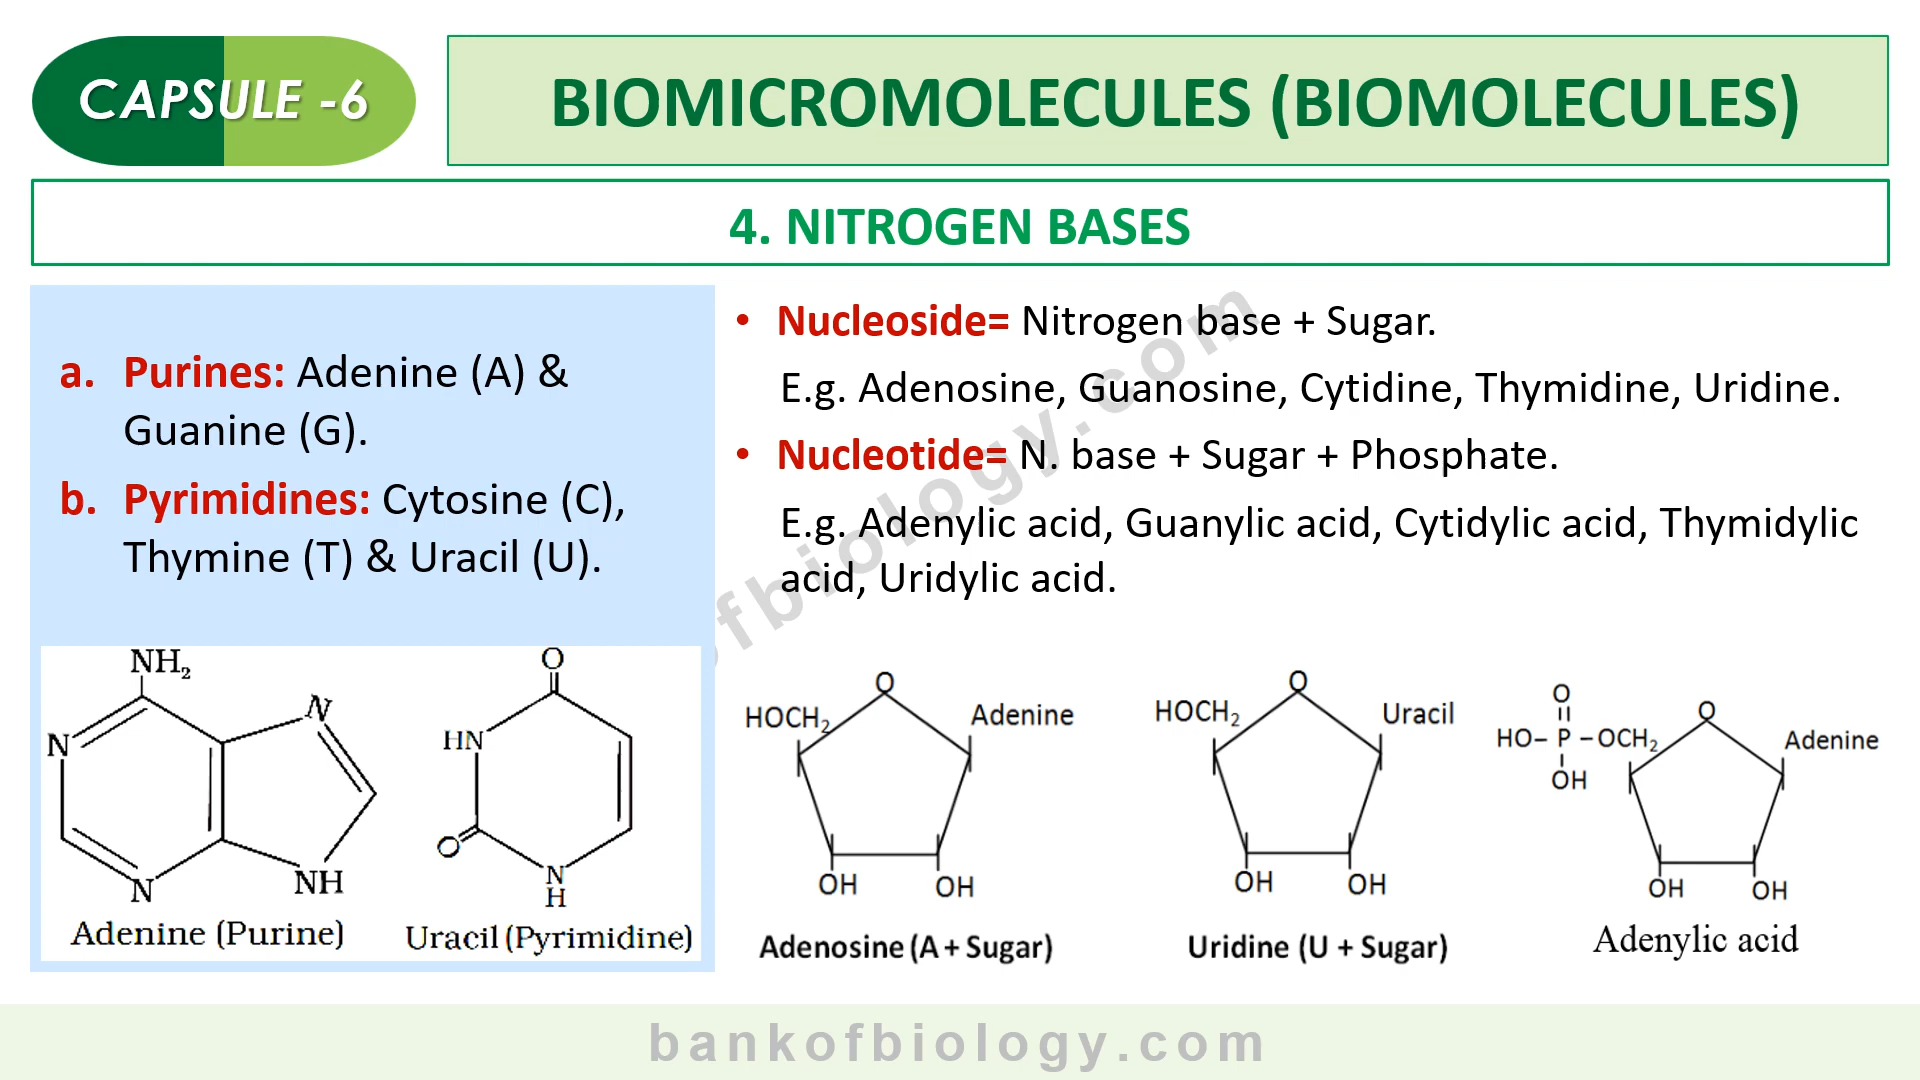 CAPSULE -6
BIOMICROMOLECULES (BIOMOLECULES)
4. NITROGEN BASES
a. Purines: Adenine (A) &
Guanine (G).
b. Pyrimidines: Cytosine (C),
Thymine (T) & Uracil (U).
NH₂
N
N
N
NH
Adenine (Purine)
O
HN
O
N
H
Uracil (Pyrimidine)
• Nucleoside= Nitrogen base + Sugar.
E.g. Adenosine, Guanosine, Cytidine, Thymidine, Uridine.
• Nucleotide= N. base + Sugar + Phosphate.
E.g. Adenylic acid, Guanylic acid, Cytidylic acid, Thymidylic
acid, Uridylic acid.
fbiology.com
O
HOCH₂
Adenine
OH OH
Adenosine (A + Sugar)
O
HOCH₂
Uracil
OH OH
Uridine (U + Sugar)
O
HO– P –OCH₂
OH
O
Adenine
OH OH
Adenylic acid
bankofbiology.com